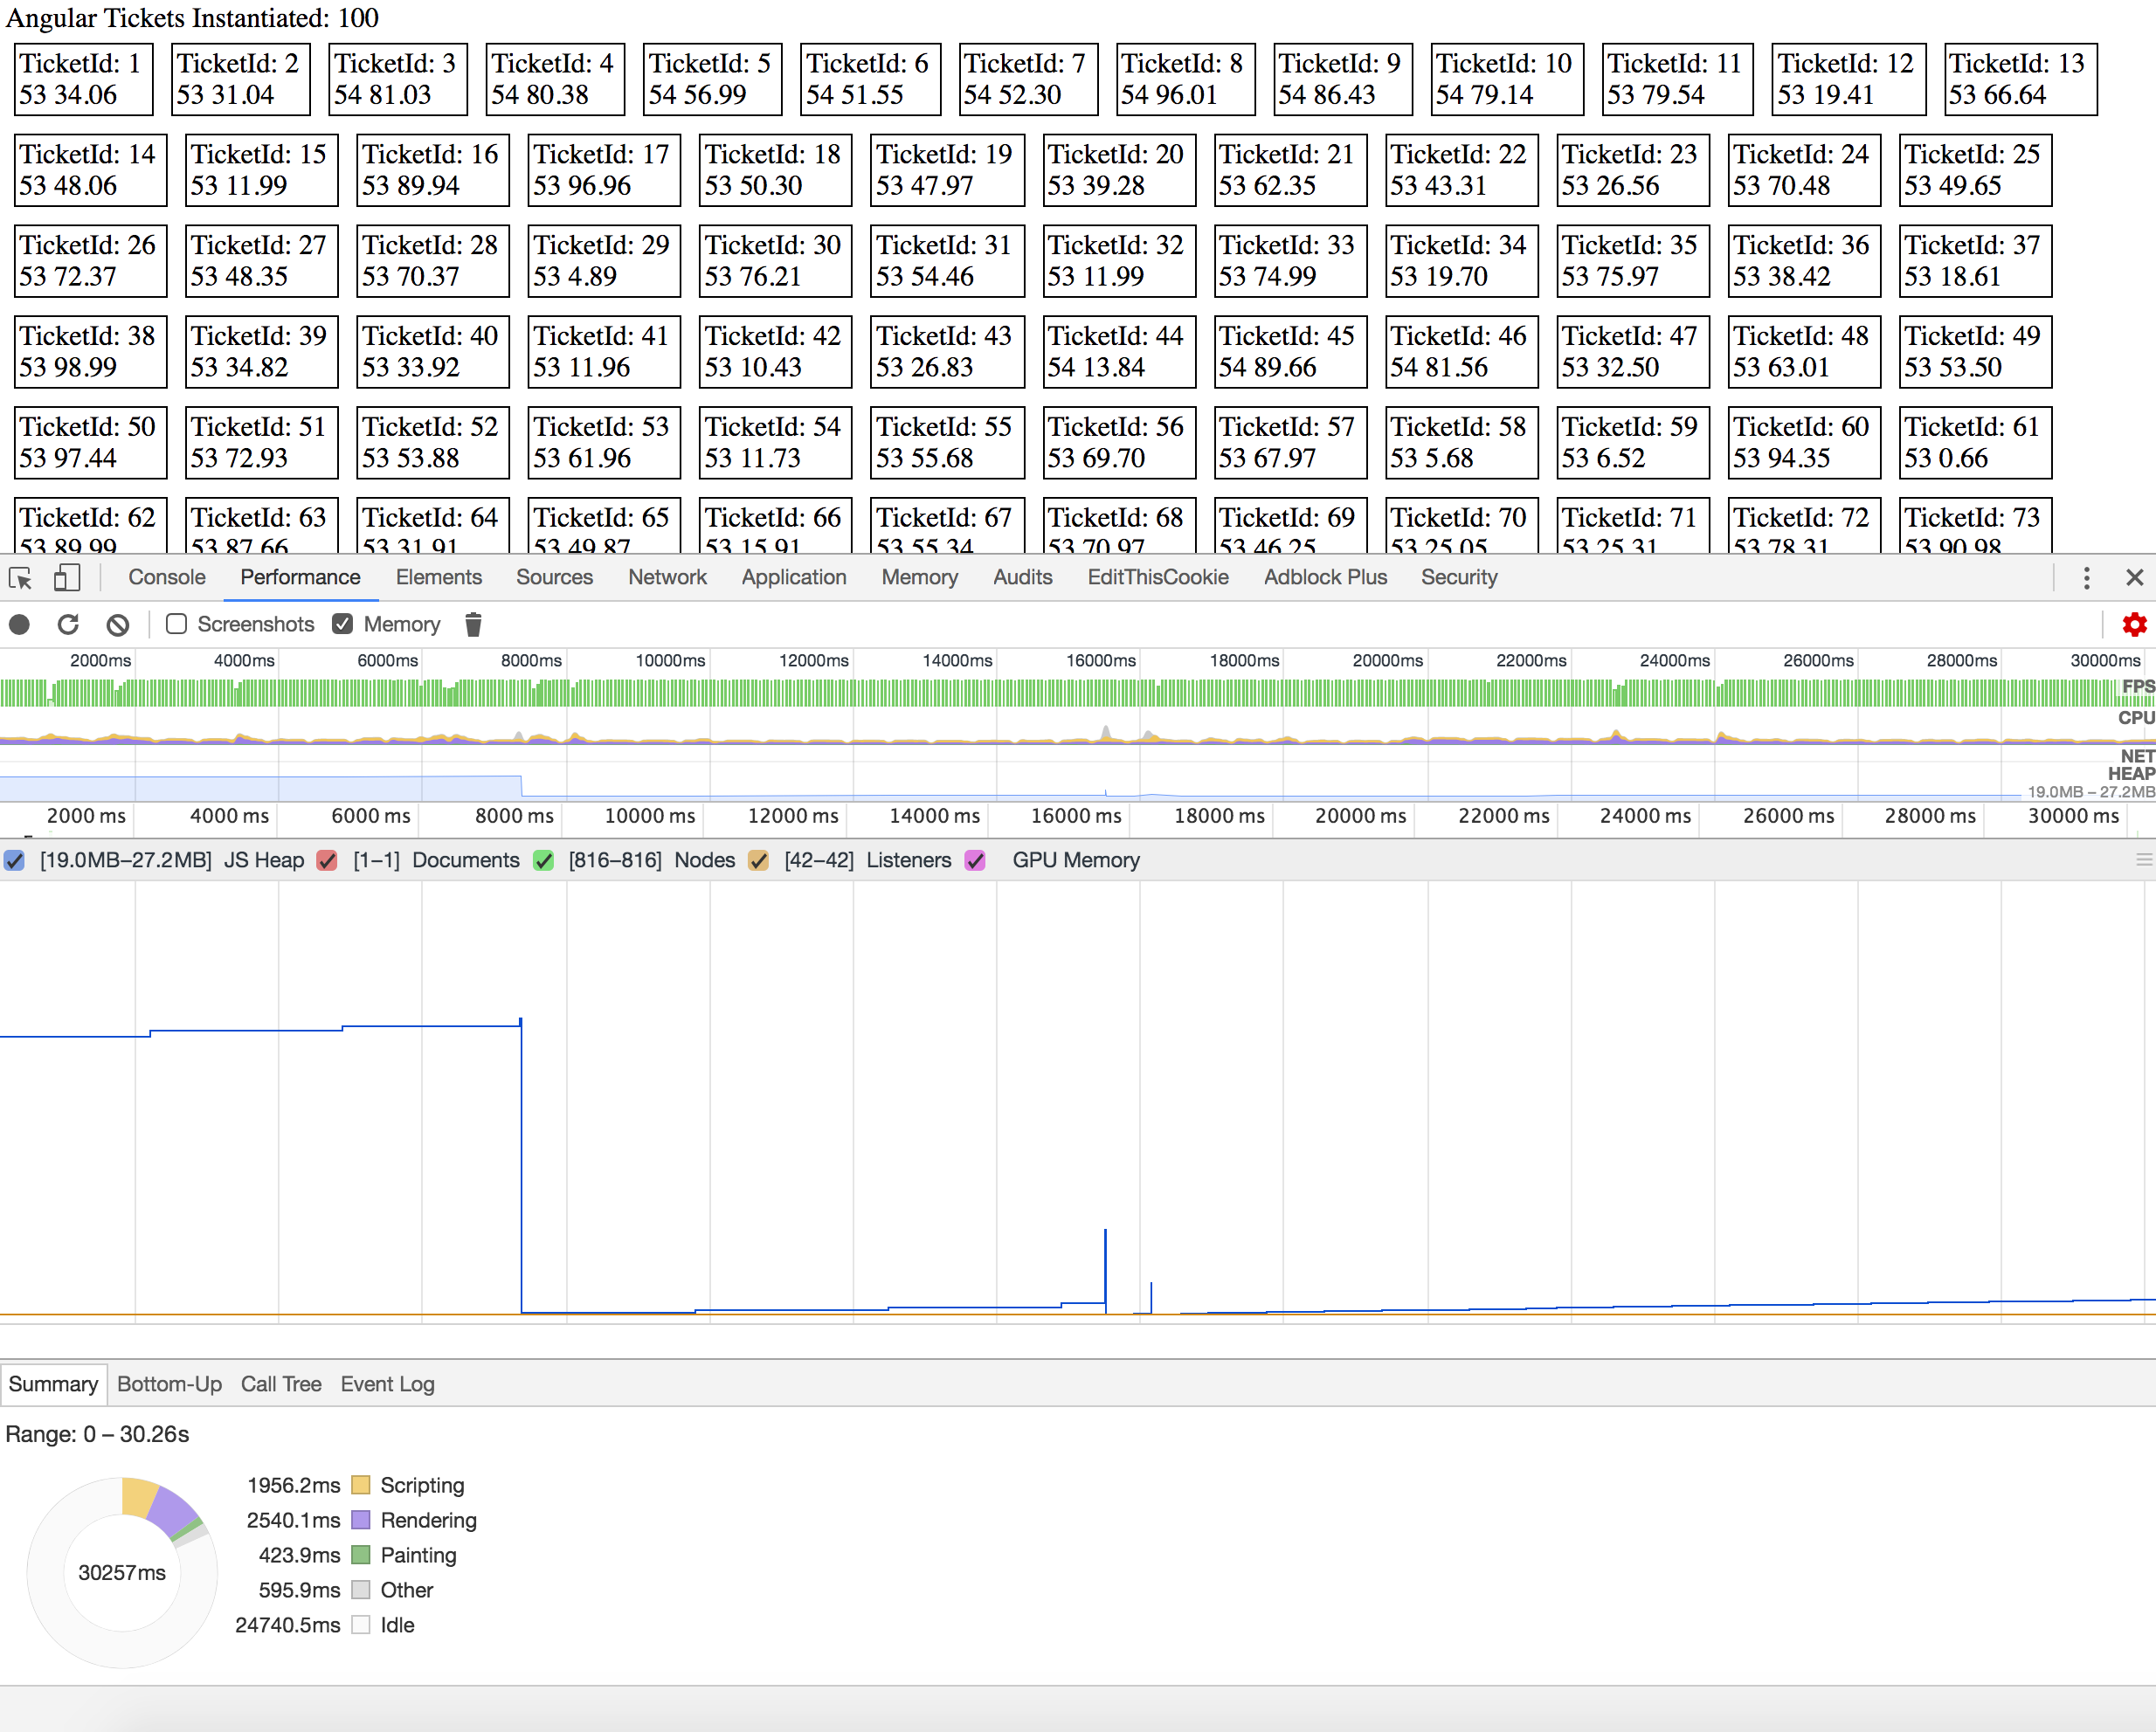 Angular Tickets Instantiated: 100
TicketId: 1 TicketId: 2 TicketId: 3 TicketId: 4 TicketId: 5 TicketId: 6 TicketId: 7 TicketId: 8 TicketId: 9 TicketId: 10 TicketId: 11 TicketId: 12 TicketId: 13
53 34.06 53 31.04 54 81.03 54 80.38 54 56.99 54 51.55 54 52.30 54 96.01 54 86.43 54 79.14 53 79.54 53 19.41 53 66.64
TicketId: 14 TicketId: 15 TicketId: 16 TicketId: 17 TicketId: 18 TicketId: 19 TicketId: 20 TicketId: 21 TicketId: 22 TicketId: 23 TicketId: 24 TicketId: 25
53 48.06 53 11.99 53 89.94 53 96.96 53 50.30 53 47.97 53 39.28 53 62.35 53 43.31 53 26.56 53 70.48 53 49.65
TicketId: 26 TicketId: 27 TicketId: 28 TicketId: 29 TicketId: 30 TicketId: 31 TicketId: 32 TicketId: 33 TicketId: 34 TicketId: 35 TicketId: 36 TicketId: 37
53 72.37 53 48.35 53 70.37 53 4.89 53 76.21 53 54.46 53 11.99 53 74.99 53 19.70 53 75.97 53 38.42 53 18.61
TicketId: 38 TicketId: 39 TicketId: 40 TicketId: 41 TicketId: 42 TicketId: 43 TicketId: 44 TicketId: 45 TicketId: 46 TicketId: 47 TicketId: 48 TicketId: 49
53 98.99 53 34.82 53 33.92 53 11.96 53 10.43 53 26.83 54 13.84 54 89.66 54 81.56 53 32.50 53 63.01 53 53.50
TicketId: 50 TicketId: 51 TicketId: 52 TicketId: 53 TicketId: 54 TicketId: 55 TicketId: 56 TicketId: 57 TicketId: 58 TicketId: 59 TicketId: 60 TicketId: 61
53 97.44 53 72.93 53 53.88 53 61.96 53 11.73 53 55.68 53 69.70 53 67.97 53 5.68 53 6.52 53 94.35 53 0.66
TicketId: 62 TicketId: 63 TicketId: 64 TicketId: 65 TicketId: 66 TicketId: 67 TicketId: 68 TicketId: 69 TicketId: 70 TicketId: 71 TicketId: 72 TicketId: 73
53 89.99 53 87.66 53 31.91 53 49.87 53 15.91 53 55.34 53 70.97 53 46.25 53 25.05 53 25.31 53 78.31 53 90.98
Console Performance Elements Sources Network Application Memory Audits EditThisCookie Adblock Plus Security
Screenshots Memory
2000ms 4000ms 6000ms 8000ms 10000ms 12000ms 14000ms 16000ms 18000ms 20000ms 22000ms 24000ms 26000ms 28000ms 30000ms
FPS
CPU
NET
HEAP
19.0MB – 27.2MB
2000 ms 4000 ms 6000 ms 8000 ms 10000 ms 12000 ms 14000 ms 16000 ms 18000 ms 20000 ms 22000 ms 24000 ms 26000 ms 28000 ms 30000 ms
[19.0MB–27.2MB] JS Heap [1–1] Documents [816–816] Nodes [42–42] Listeners GPU Memory
Summary Bottom-Up Call Tree Event Log
Range: 0 – 30.26s
1956.2ms Scripting
2540.1ms Rendering
423.9ms Painting
30257ms
595.9ms Other
24740.5ms Idle